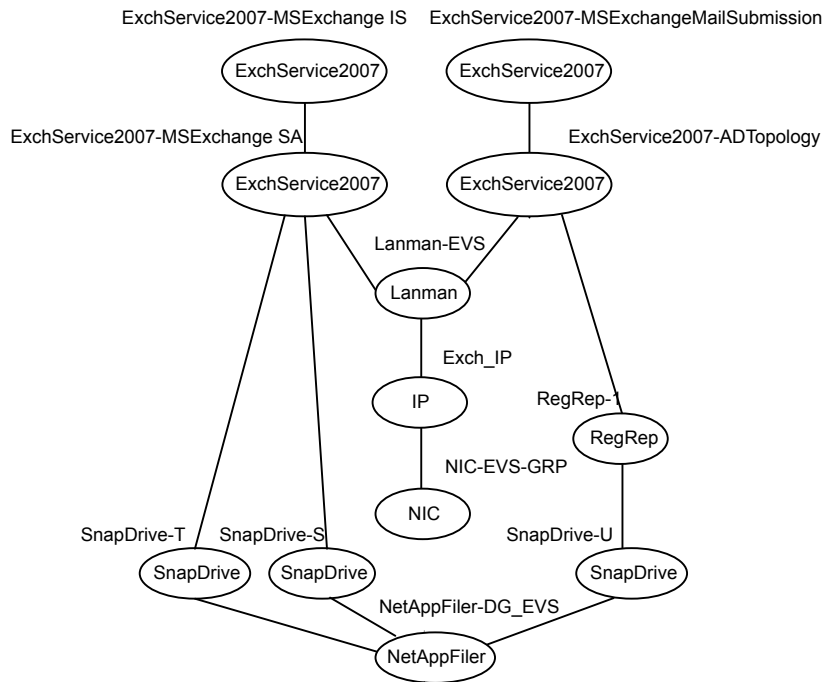 ExchService2007-MSExchange IS
ExchService2007-MSExchangeMailSubmission
ExchService2007
ExchService2007
ExchService2007-MSExchange SA
ExchService2007-ADTopology
ExchService2007
ExchService2007
Lanman-EVS
Lanman
Exch_IP
IP
RegRep-1
RegRep
NIC-EVS-GRP
NIC
SnapDrive-T
SnapDrive-S
SnapDrive-U
SnapDrive
SnapDrive
SnapDrive
NetAppFiler-DG_EVS
NetAppFiler